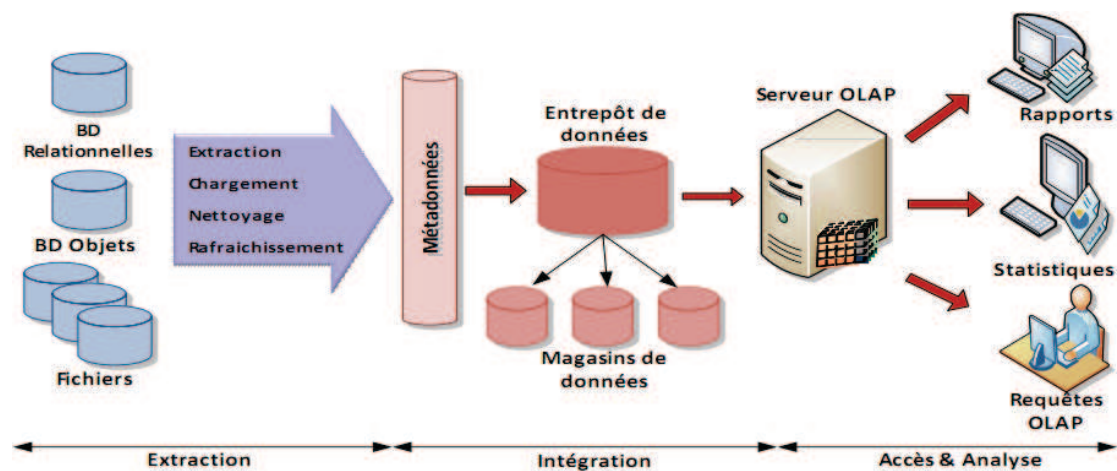 BD
Relationnelles
BD Objets
Fichiers
Extraction
Chargement
Nettoyage
Rafraichissement
Métadonnées
Entrepôt de
données
Magasins de
données
Serveur OLAP
Rapports
Statistiques
Requêtes
OLAP
Extraction
Intégration
Accès & Analyse